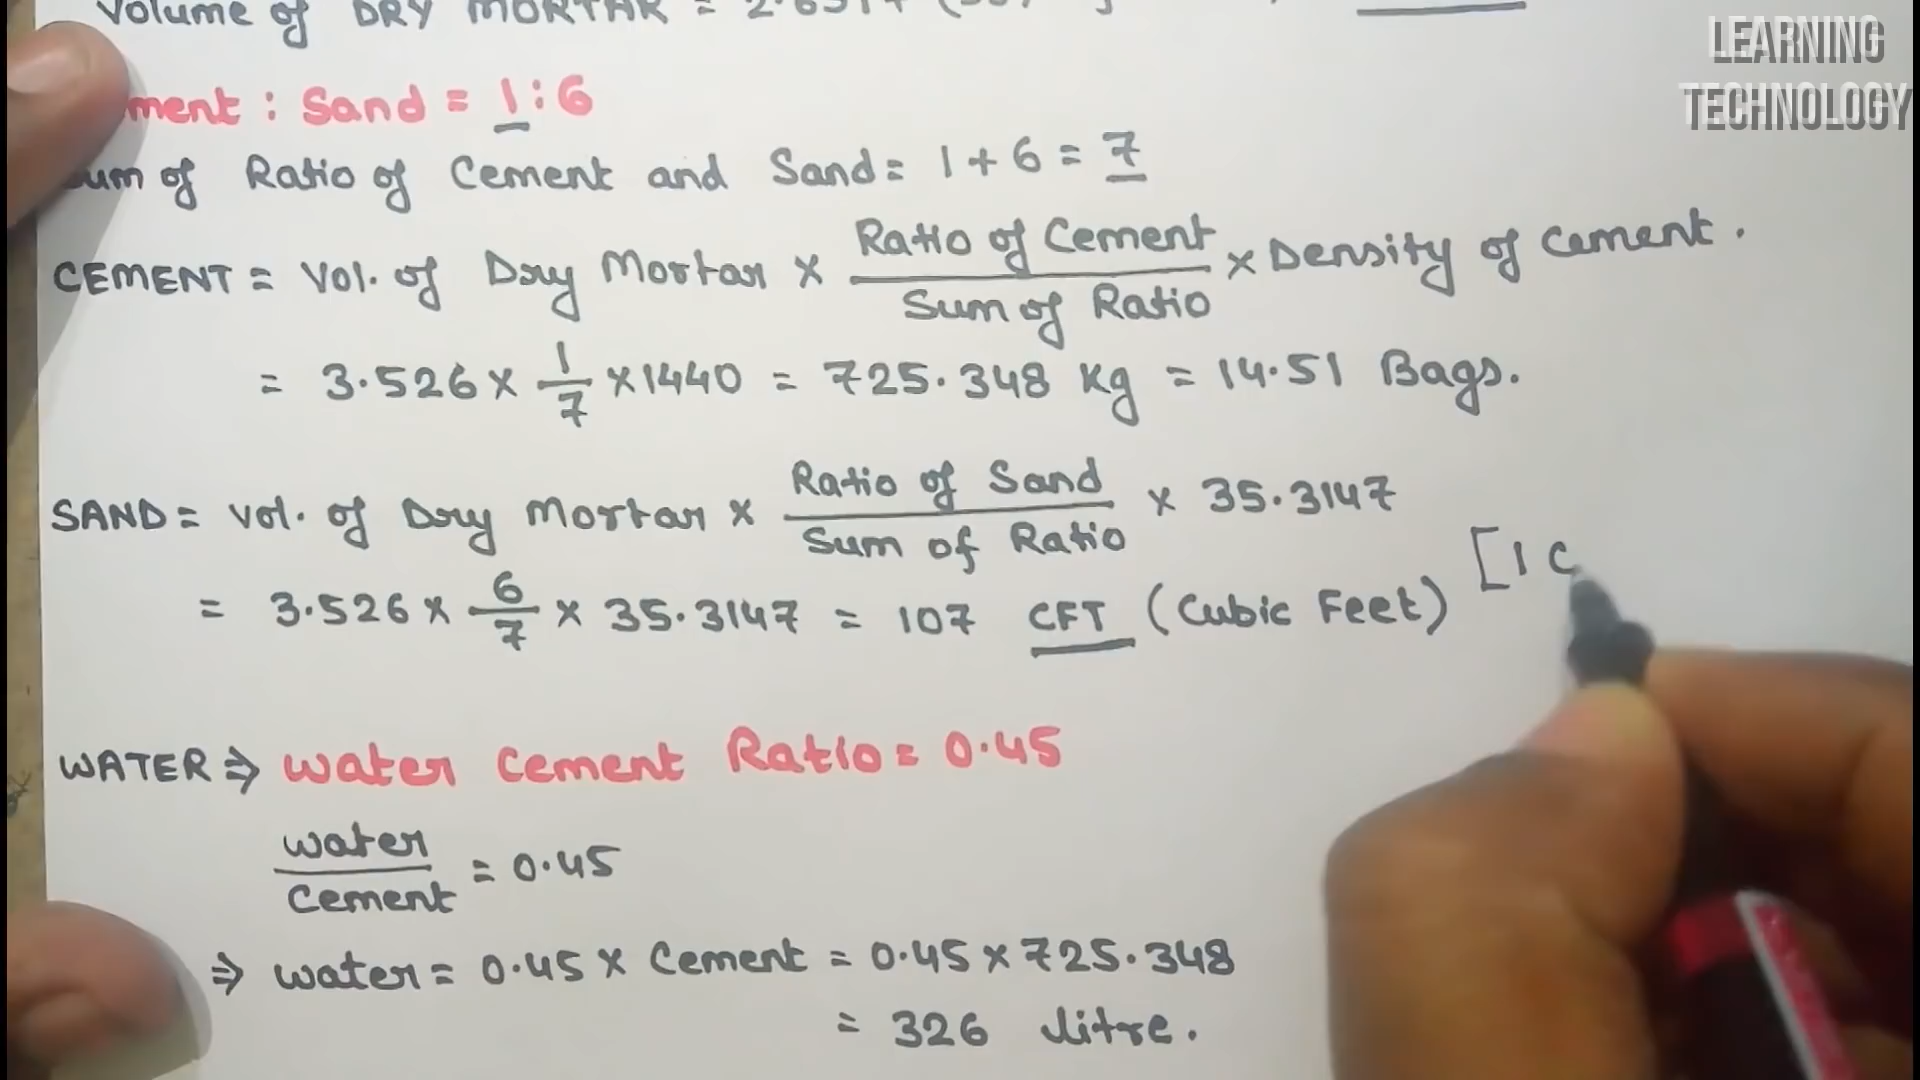 Volume of DRY MORTAR =
LEARNING
TECHNOLOGY
ment : Sand = 1:6
um of Ratio of Cement and Sand = 1+6 = 7
CEMENT = Vol. of Dry Mortar × Ratio of Cement / Sum of Ratio × Density of Cement.
= 3.526 × 1/7 × 1440 = 725.348 Kg = 14.51 Bags.
SAND = Vol. of Dry Mortar × Ratio of Sand / Sum of Ratio × 35.3147
= 3.526 × 6/7 × 35.3147 = 107 CFT (Cubic Feet) [1 C
WATER ⇒ Water Cement Ratio = 0.45
Water / Cement = 0.45
⇒ Water = 0.45 × Cement = 0.45 × 725.348
= 326 litre.